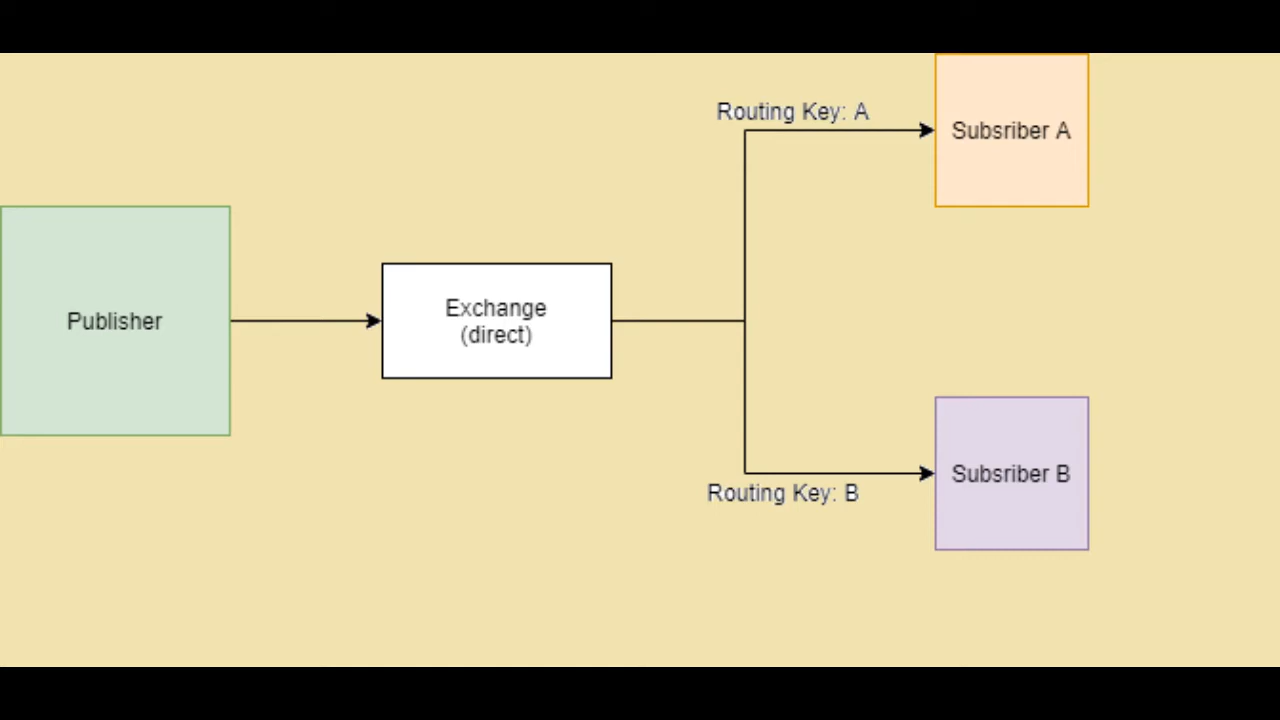 Routing Key: A
Subsriber A
Publisher
Exchange
(direct)
Subsriber B
Routing Key: B